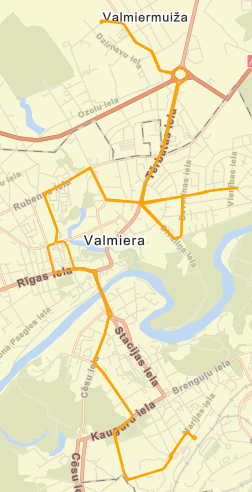 Valmiermuiža
Dzirnavu iela
Ozolu iela
Tērbatas iela
Rubenes iela
Vienības iela
Valmiera
Rīgas iela
Stacijas iela
Cēsu iela
Brenguļu iela
Kauguru iela
Marijas iela
Cēsu iela